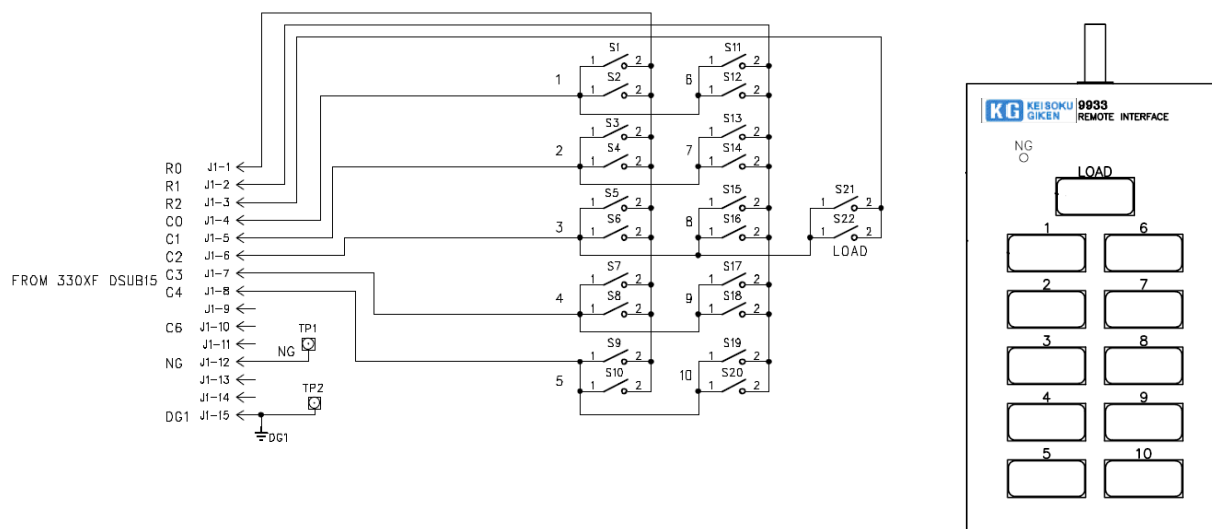 S1
1 2
S2
1 2
1
S11
1 2
S12
1 2
6
S3
1 2
S4
1 2
2
S13
1 2
S14
1 2
7
S5
1 2
S6
1 2
3
S15
1 2
S16
1 2
8
S21
1 2
S22
1 2
LOAD
S7
1 2
S8
1 2
4
S17
1 2
S18
1 2
9
S9
1 2
S10
1 2
5
S19
1 2
S20
1 2
10
FROM 330XF DSUB15
R0 J1-1
R1 J1-2
R2 J1-3
C0 J1-4
C1 J1-5
C2 J1-6
C3 J1-7
C4 J1-8
J1-9
C6 J1-10
J1-11
NG J1-12
J1-13
J1-14
DG1 J1-15
TP1
NG
TP2
DG1
KG KEISOKU GIKEN 9933
REMOTE INTERFACE
NG
LOAD
1 6
2 7
3 8
4 9
5 10